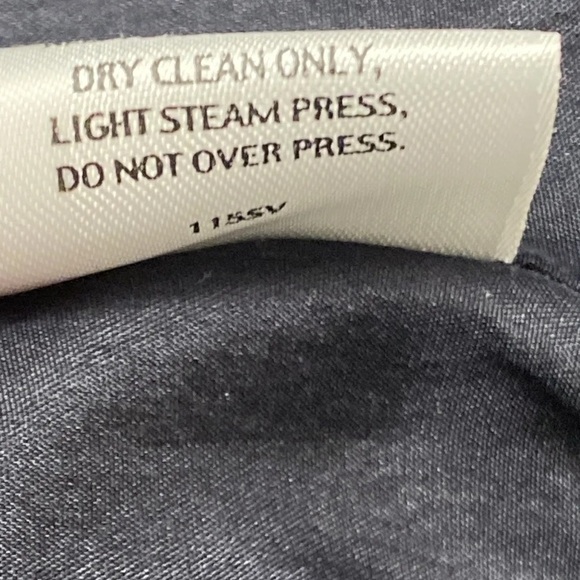 DRY CLEAN ONLY,
LIGHT STEAM PRESS,
DO NOT OVER PRESS.
115SV